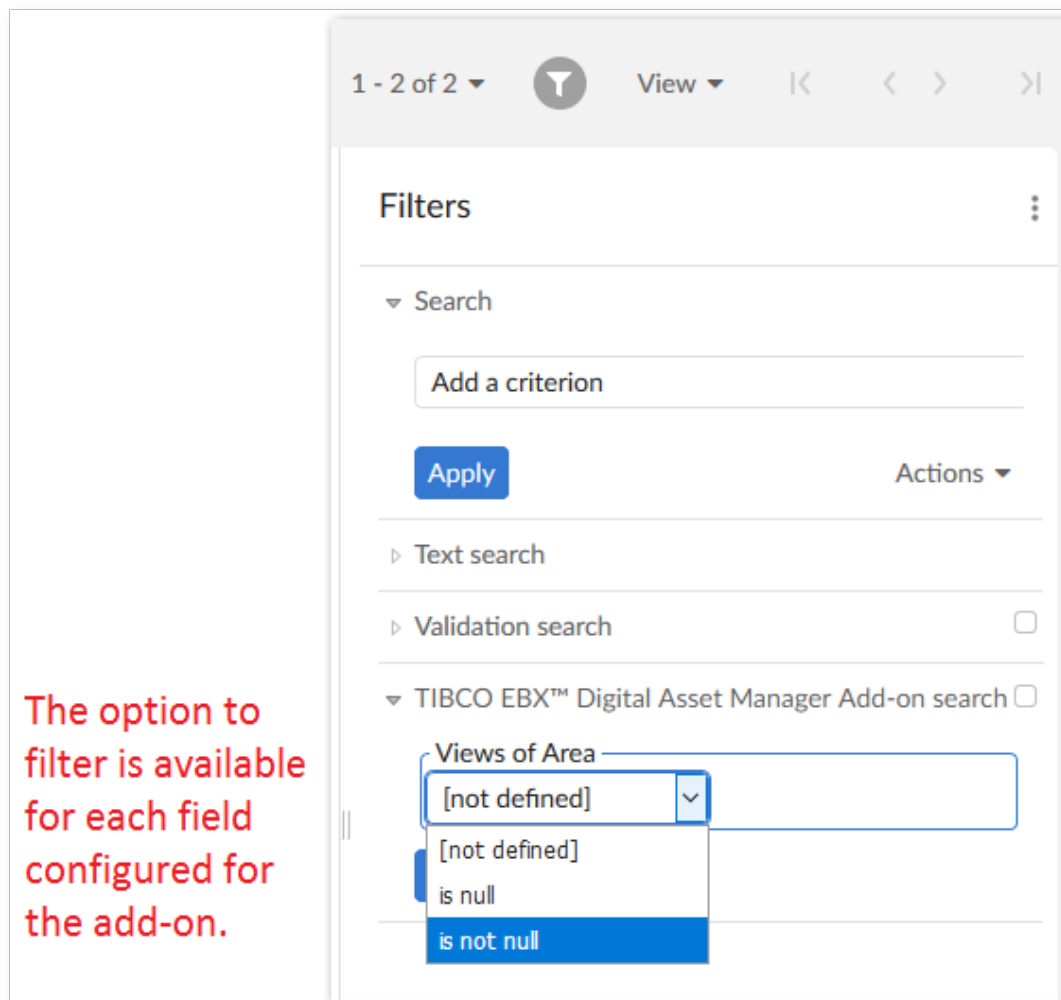 1 - 2 of 2
View
Filters
Search
Add a criterion
Apply
Actions
Text search
Validation search
TIBCO EBX™ Digital Asset Manager Add-on search
Views of Area
[not defined]
[not defined]
is null
is not null
The option to
filter is available
for each field
configured for
the add-on.